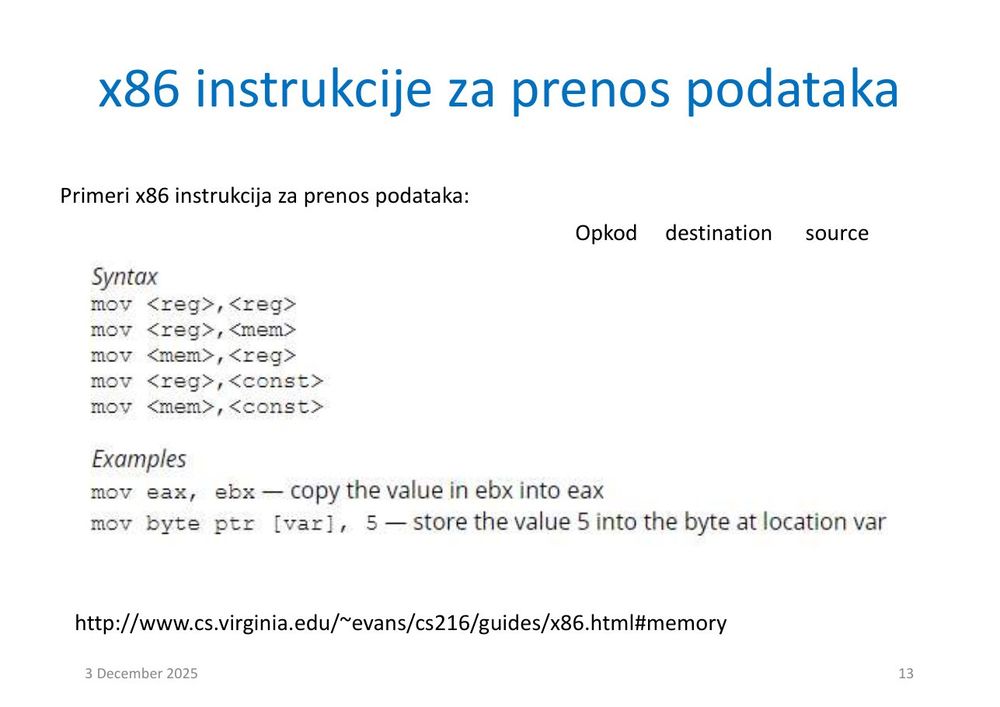 x86 instrukcije za prenos podataka
Primeri x86 instrukcija za prenos podataka:
Opkod destination source
Syntax
mov <reg>,<reg>
mov <reg>,<mem>
mov <mem>,<reg>
mov <reg>,<const>
mov <mem>,<const>
Examples
mov eax, ebx — copy the value in ebx into eax
mov byte ptr [var], 5 — store the value 5 into the byte at location var
http://www.cs.virginia.edu/~evans/cs216/guides/x86.html#memory
3 December 2025 13